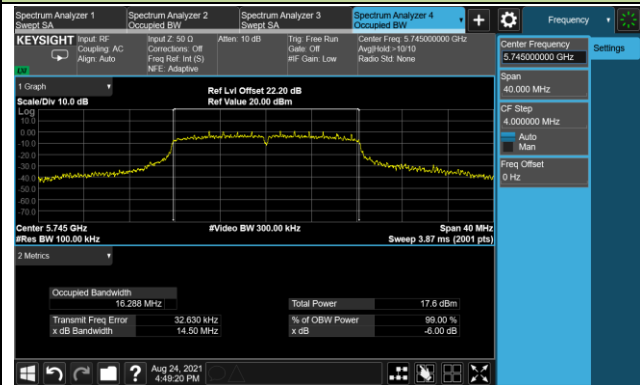 Spectrum Analyzer 1
Swept SA
Spectrum Analyzer 2
Occupied BW
Spectrum Analyzer 3
Swept SA
Spectrum Analyzer 4
Occupied BW
Frequency
KEYSIGHT
Input: RF
Coupling: AC
Align: Auto
Input Z: 50 Ω
Corrections: Off
Freq Ref: Int (S)
NFE: Adaptive
Atten: 10 dB
Trig: Free Run
Gate: Off
#IF Gain: Low
Center Freq: 5.745000000 GHz
Avg|Hold >10/10
Radio Std: None
1 Graph
Scale/Div 10.0 dB
Ref Lvl Offset 22.20 dB
Ref Value 20.00 dBm
Log
10.0
0.00
-10.0
-20.0
-30.0
-40.0
-50.0
-60.0
-70.0
Center 5.745 GHz
#Video BW 300.00 kHz
Span 40 MHz
#Res BW 100.00 kHz
Sweep 3.87 ms (2001 pts)
2 Metrics
Occupied Bandwidth
16.288 MHz
Total Power 17.6 dBm
Transmit Freq Error 32.630 kHz
% of OBW Power 99.00 %
x dB Bandwidth 14.50 MHz
x dB -6.00 dB
Aug 24, 2021
4:49:20 PM
Center Frequency
5.745000000 GHz
Settings
Span
40.000 MHz
CF Step
4.000000 MHz
Auto
Man
Freq Offset
0 Hz